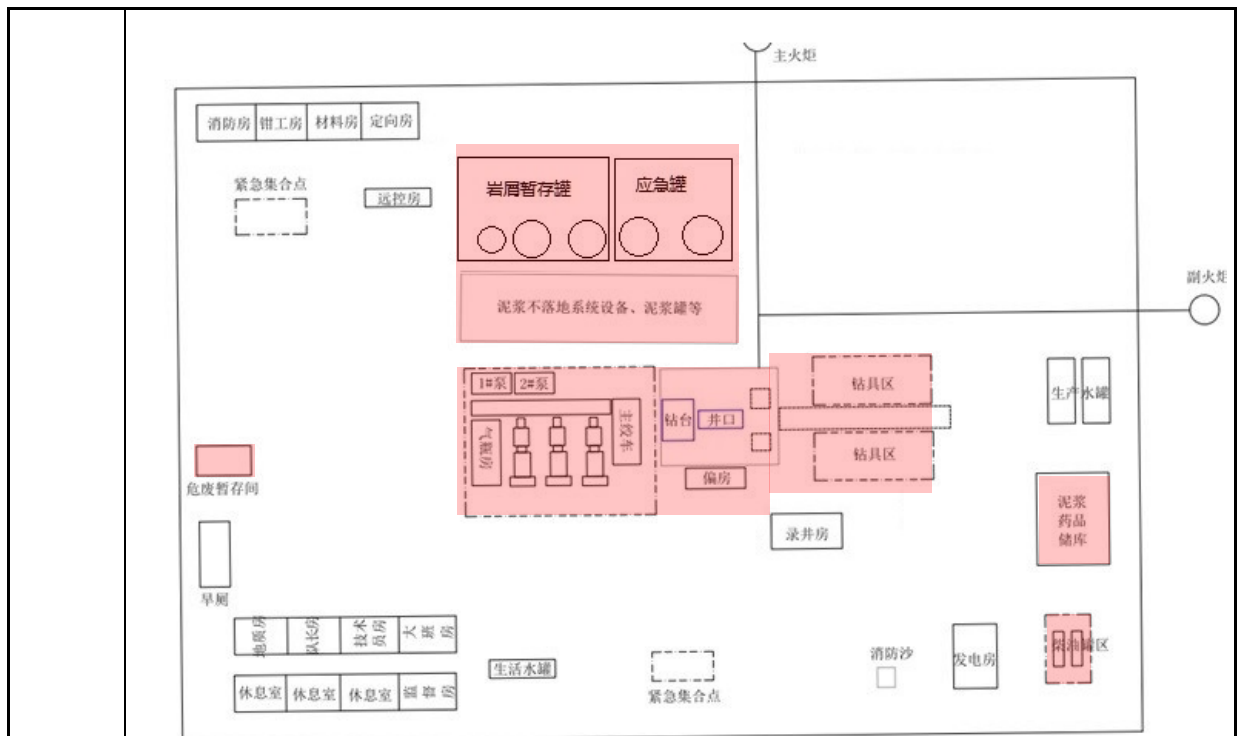 主火炬
消防房 钳工房 材料房 定向房
紧急集合点
远控房
岩屑暂存罐
应急罐
副火炬
泥浆不落地系统设备、泥浆罐等
1#泵 2#泵
主绞车
气瓶房
钻台
井口
偏房
钻具区
钻具区
生产水罐
危废暂存间
泥浆
药品
储库
录井房
旱厕
地质房 队长房 技术员房 大班房
休息室 休息室 休息室 监督房
生活水罐
紧急集合点
消防沙
发电房
柴油罐区